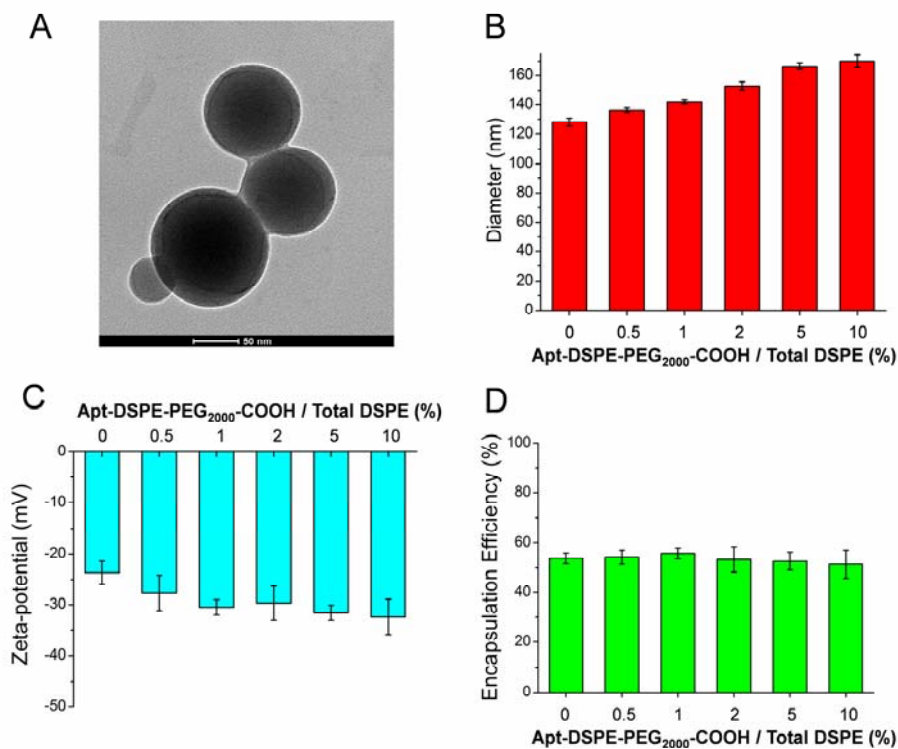 A
50 nm
B
Diameter (nm)
160
140
120
100
80
60
40
20
0
0 0.5 1 2 5 10
Apt-DSPE-PEG2000-COOH / Total DSPE (%)
C
Apt-DSPE-PEG2000-COOH / Total DSPE (%)
0 0.5 1 2 5 10
Zeta-potential (mV)
0
-10
-20
-30
-40
-50
D
Encapsulation Efficiency (%)
100
80
60
40
20
0
0 0.5 1 2 5 10
Apt-DSPE-PEG2000-COOH / Total DSPE (%)